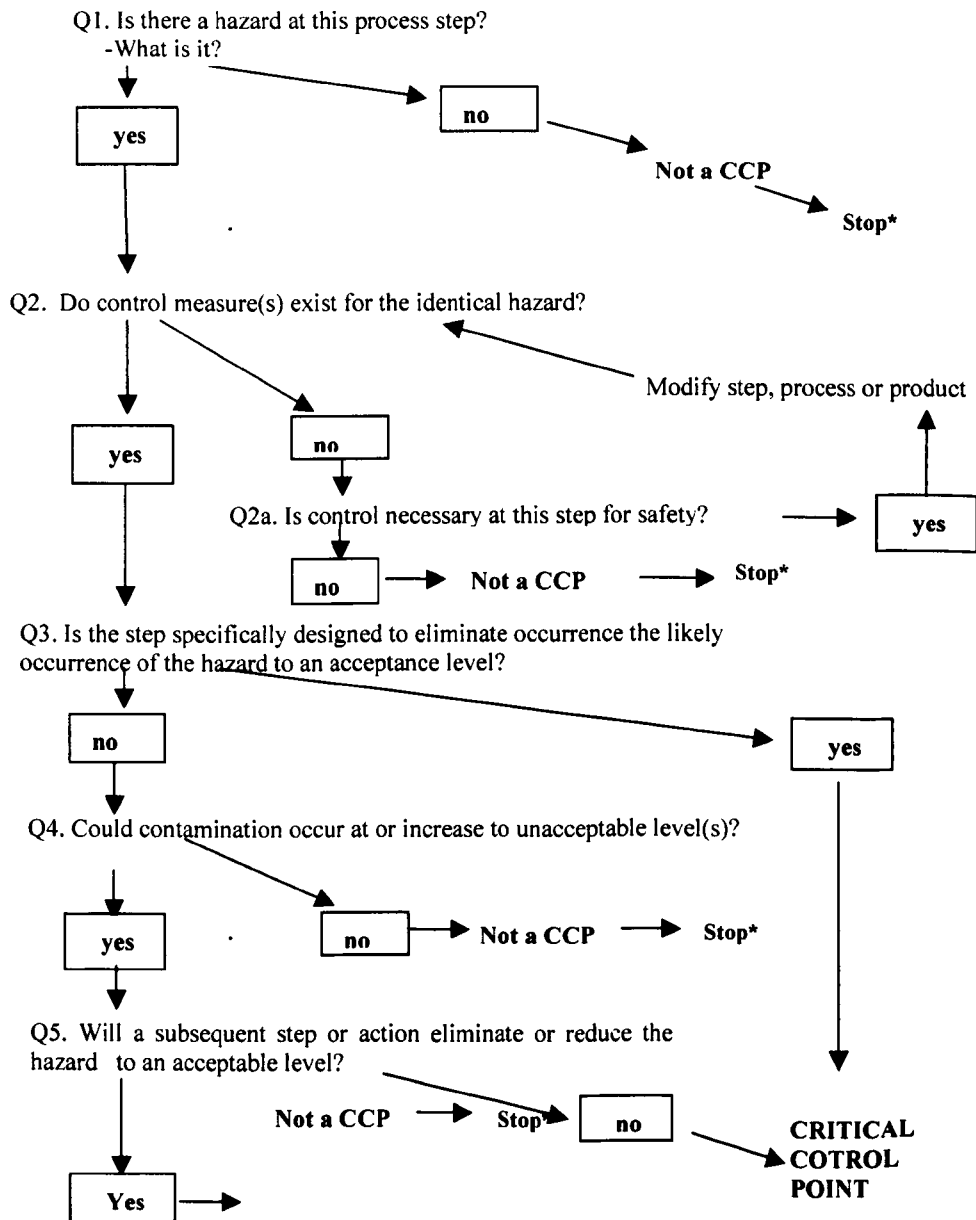 Q1. Is there a hazard at this process step?
-What is it?
yes
no
Not a CCP
Stop*
Q2. Do control measure(s) exist for the identical hazard?
Modify step, process or product
yes
no
Q2a. Is control necessary at this step for safety?
yes
no
Not a CCP
Stop*
Q3. Is the step specifically designed to eliminate occurrence the likely
occurrence of the hazard to an acceptance level?
no
yes
Q4. Could contamination occur at or increase to unacceptable level(s)?
yes
no
Not a CCP
Stop*
Q5. Will a subsequent step or action eliminate or reduce the
hazard to an acceptable level?
Not a CCP
Stop*
no
CRITICAL
COTROL
POINT
Yes